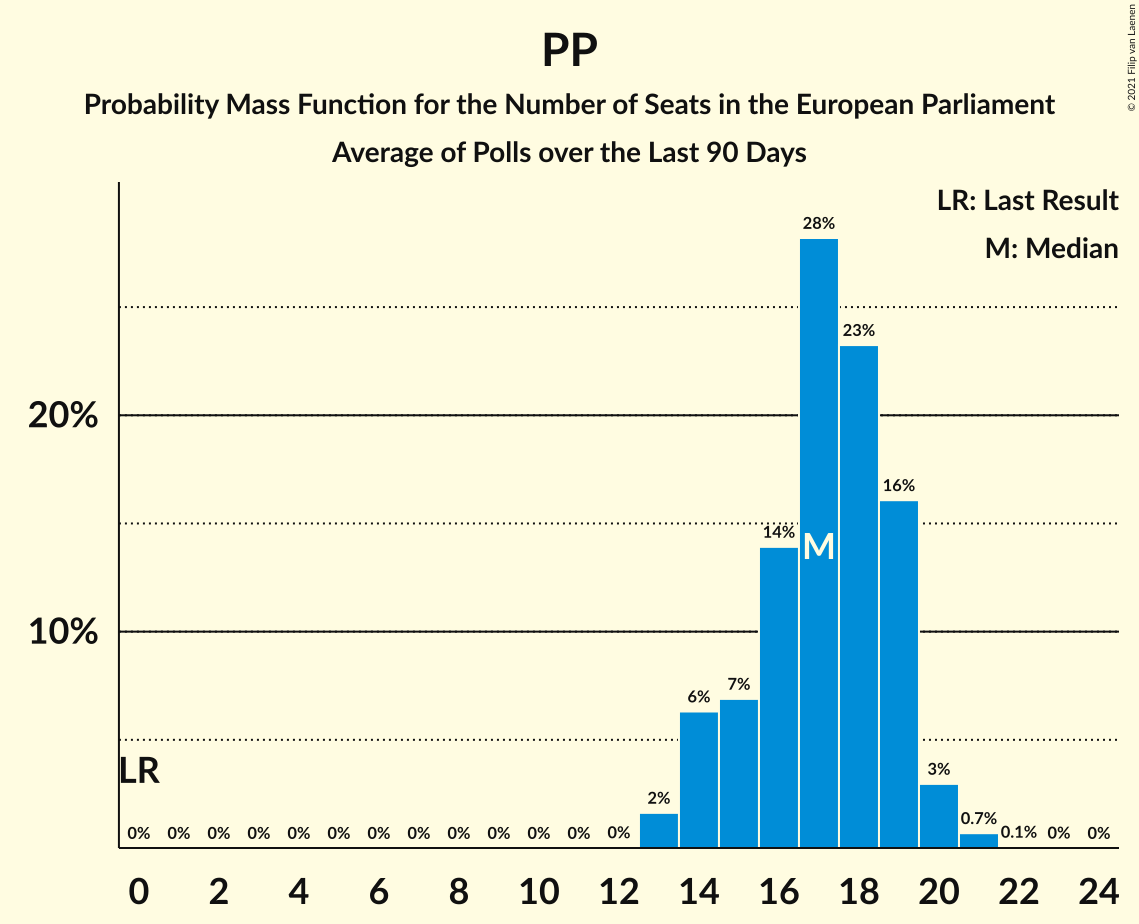 PP
Probability Mass Function for the Number of Seats in the European Parliament
Average of Polls over the Last 90 Days
© 2021 Filip van Laenen
LR: Last Result
M: Median
28%
23%
20%
16%
14%
M
10%
7%
6%
LR
3%
2%
0.7%
0% 0% 0% 0% 0% 0% 0% 0% 0% 0% 0% 0% 0% 0.1% 0% 0%
0 2 4 6 8 10 12 14 16 18 20 22 24